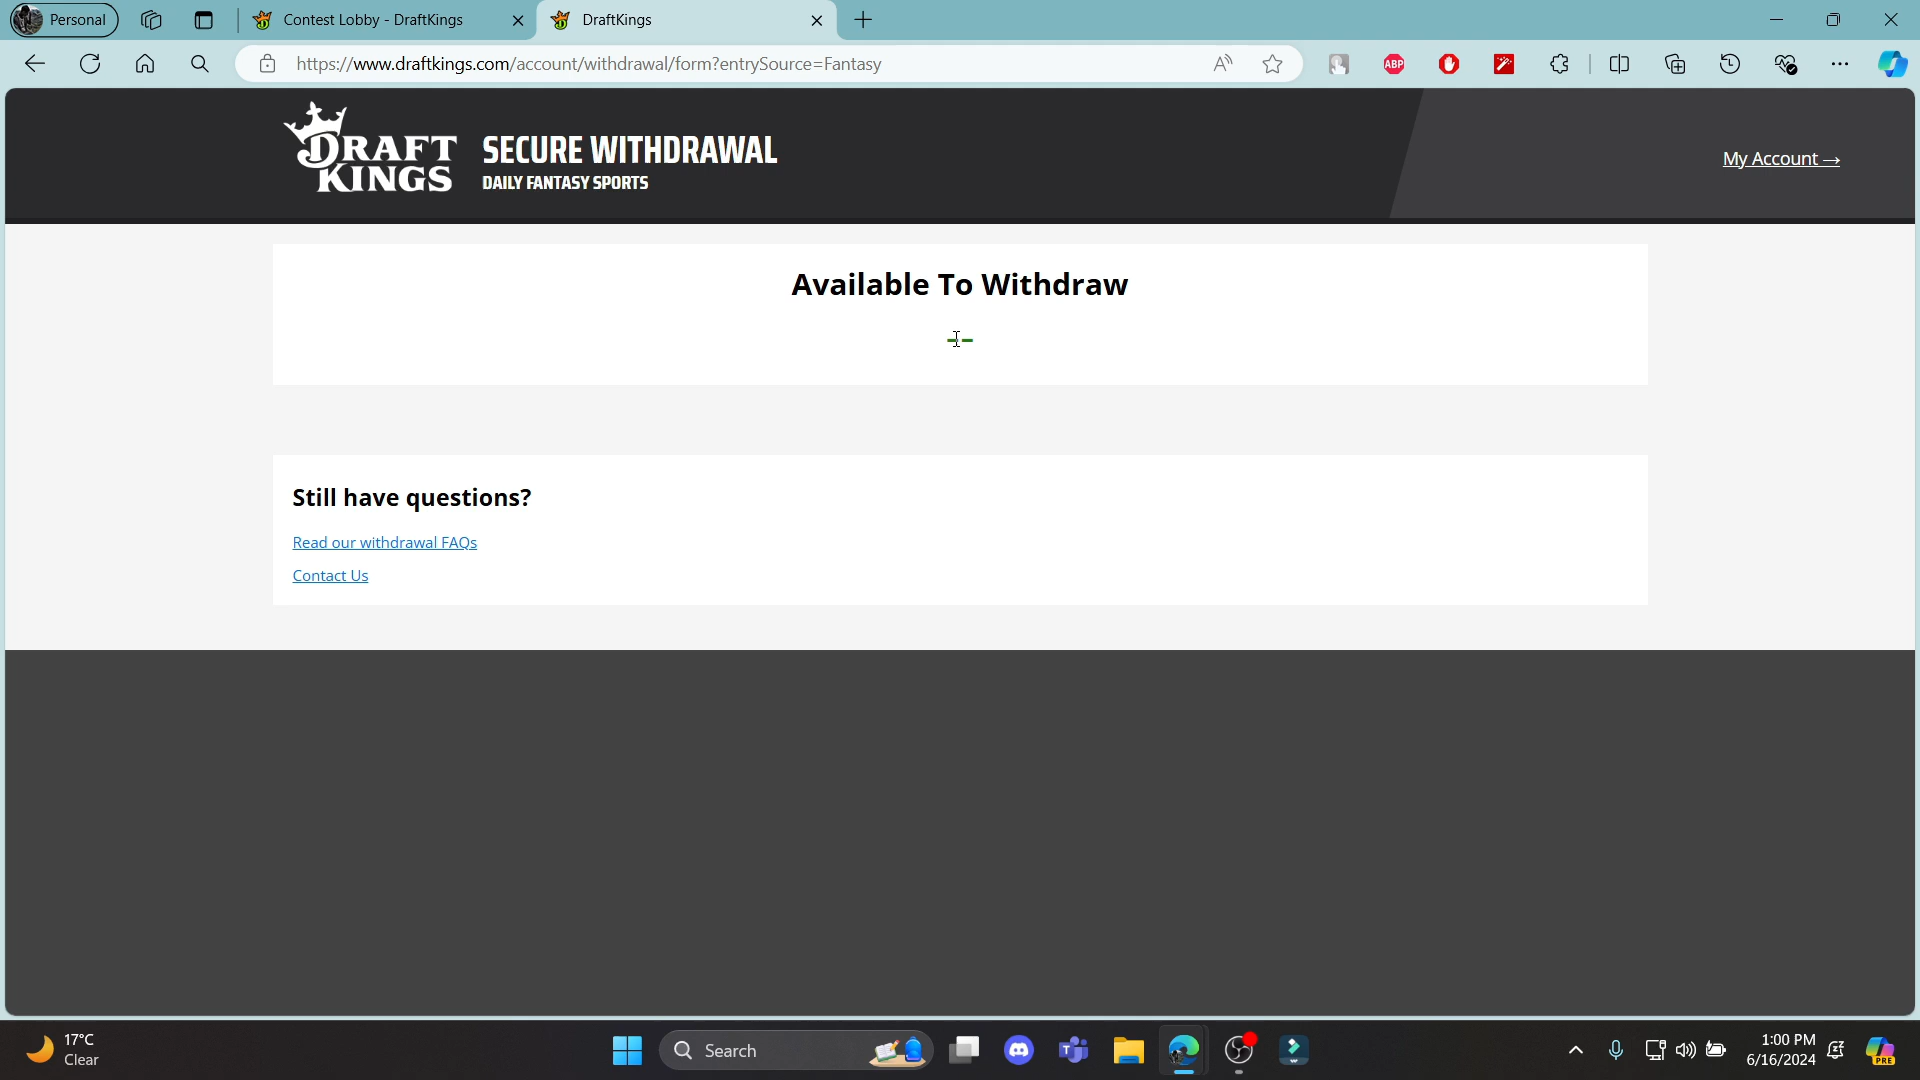 Personal
Contest Lobby - DraftKings
DraftKings
https://www.draftkings.com/account/withdrawal/form?entrySource=Fantasy
ABP
DRAFT
KINGS
SECURE WITHDRAWAL
DAILY FANTASY SPORTS
My Account →
Available To Withdraw
--
Still have questions?
Read our withdrawal FAQs
Contact Us
17°C
Clear
Search
1:00 PM
6/16/2024
PRE